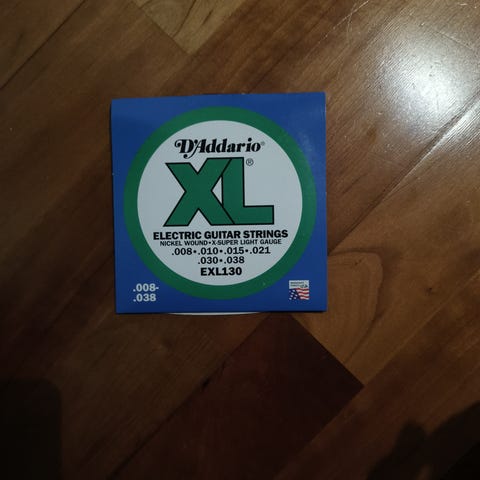 D'Addario
XL®
ELECTRIC GUITAR STRINGS
NICKEL WOUND•X-SUPER LIGHT GAUGE
.008•.010•.015•.021
.030•.038
EXL130
.008-
.038